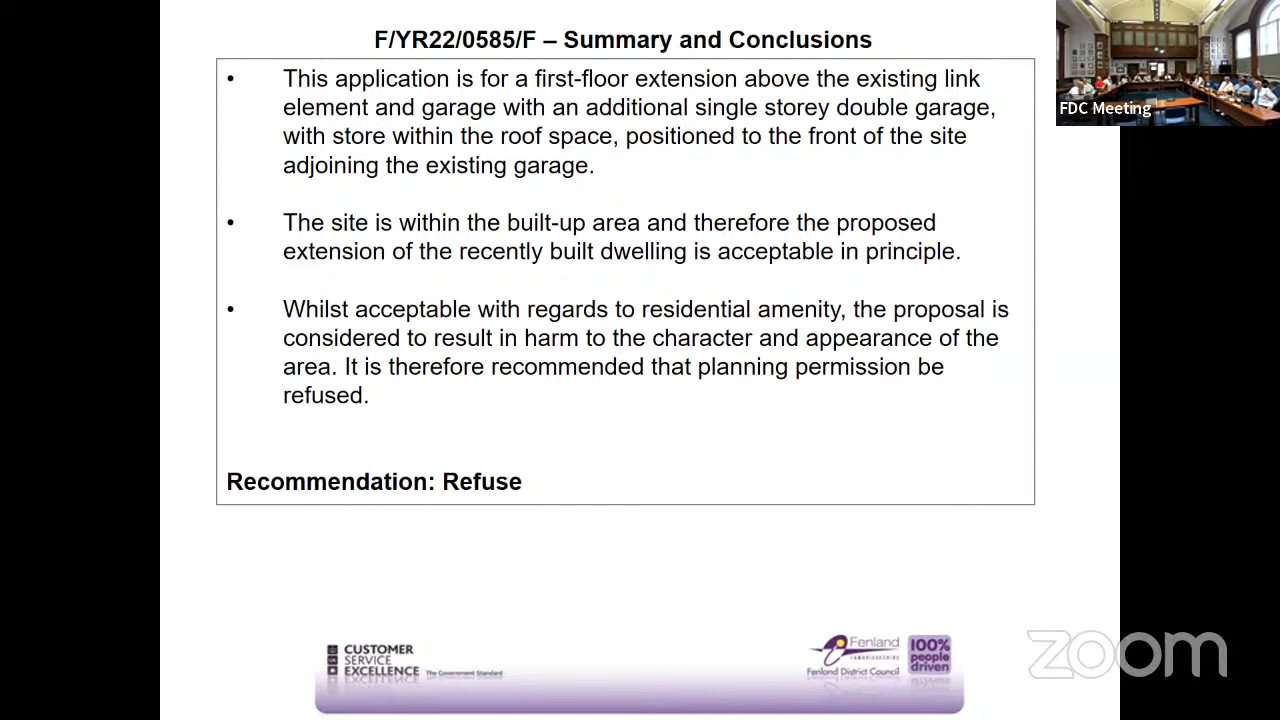 F/YR22/0585/F – Summary and Conclusions
• This application is for a first-floor extension above the existing link
element and garage with an additional single storey double garage,
with store within the roof space, positioned to the front of the site
adjoining the existing garage.
• The site is within the built-up area and therefore the proposed
extension of the recently built dwelling is acceptable in principle.
• Whilst acceptable with regards to residential amenity, the proposal is
considered to result in harm to the character and appearance of the
area. It is therefore recommended that planning permission be
refused.
Recommendation: Refuse
FDC Meeting
CUSTOMER
SERVICE
EXCELLENCE
The Government Standard
Fenland
CAMBRIDGESHIRE
Fenland District Council
100%
people
driven
zoom